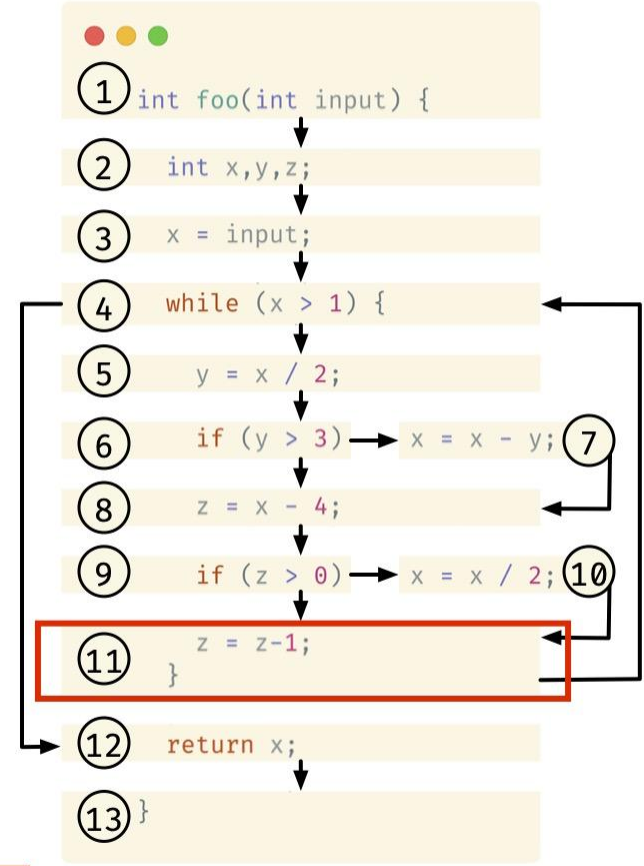 1 int foo(int input) {
2 int x,y,z;
3 x = input;
4 while (x > 1) {
5 y = x / 2;
6 if (y > 3) x = x - y; 7
8 z = x - 4;
9 if (z > 0) x = x / 2; 10
11 z = z-1;
}
12 return x;
13 }